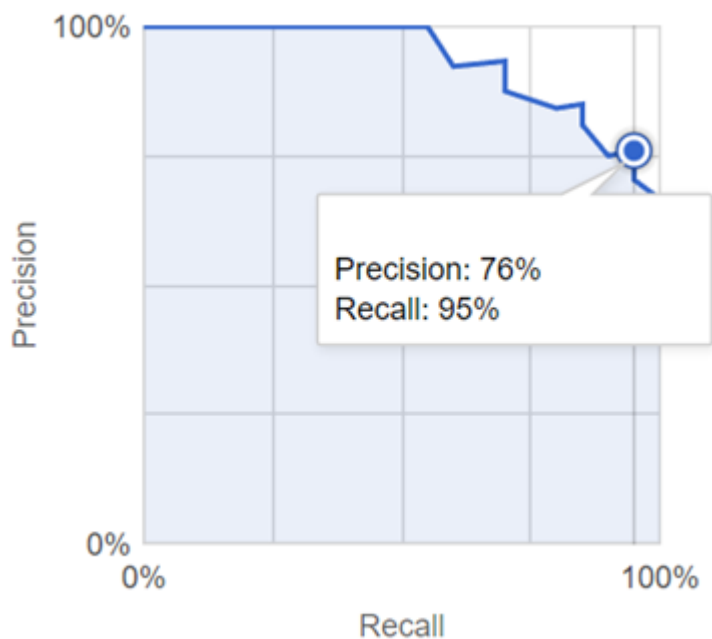 100%
Precision
Precision: 76%
Recall: 95%
0%
0%
100%
Recall